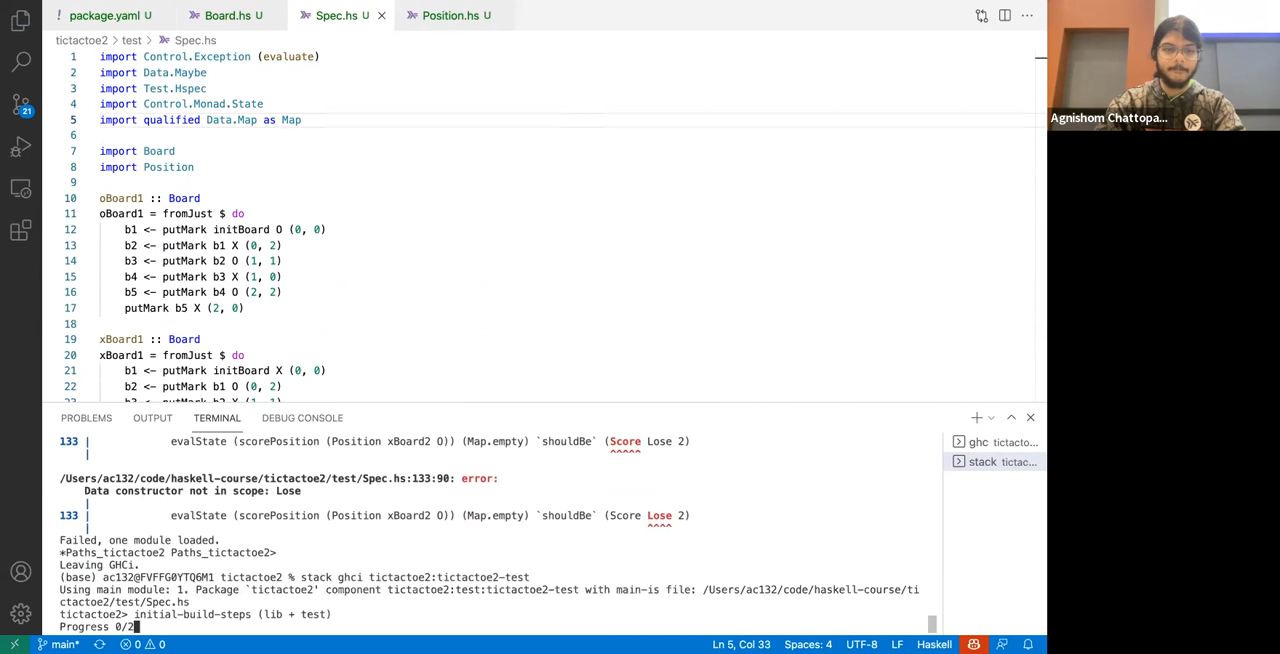 ! package.yaml U Board.hs U Spec.hs U Position.hs U
tictactoe2 > test > Spec.hs
1 import Control.Exception (evaluate)
2 import Data.Maybe
3 import Test.Hspec
4 import Control.Monad.State
5 import qualified Data.Map as Map
6
7 import Board
8 import Position
9
10 oBoard1 :: Board
11 oBoard1 = fromJust $ do
12 b1 <- putMark initBoard O (0, 0)
13 b2 <- putMark b1 X (0, 2)
14 b3 <- putMark b2 O (1, 1)
15 b4 <- putMark b3 X (1, 0)
16 b5 <- putMark b4 O (2, 2)
17 putMark b5 X (2, 0)
18
19 xBoard1 :: Board
20 xBoard1 = fromJust $ do
21 b1 <- putMark initBoard X (0, 0)
22 b2 <- putMark b1 O (0, 2)
PROBLEMS OUTPUT TERMINAL DEBUG CONSOLE
133 | evalState (scorePosition (Position xBoard2 O)) (Map.empty) `shouldBe` (Score Lose 2)
| ^^^^^
/Users/ac132/code/haskell-course/tictactoe2/test/Spec.hs:133:90: error:
Data constructor not in scope: Lose
|
133 | evalState (scorePosition (Position xBoard2 O)) (Map.empty) `shouldBe` (Score Lose 2)
| ^^^^
Failed, one module loaded.
*Paths_tictactoe2 Paths_tictactoe2>
Leaving GHCi.
(base) ac132@FVFFG0YTQ6M1 tictactoe2 % stack ghci tictactoe2:tictactoe2-test
Using main module: 1. Package `tictactoe2' component tictactoe2:test:tictactoe2-test with main-is file: /Users/ac132/code/haskell-course/ti
ctactoe2/test/Spec.hs
tictactoe2> initial-build-steps (lib + test)
Progress 0/2
ghc tictacto...
stack tictac...
21
main* 0 0 Ln 5, Col 33 Spaces: 4 UTF-8 LF Haskell
Agnishom Chattopa...